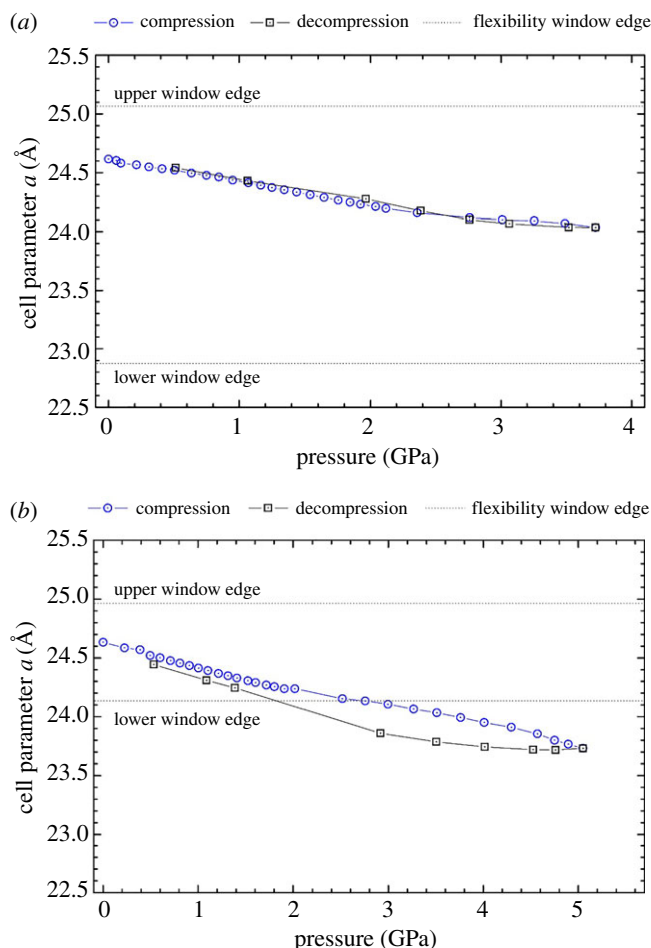 (a) compression decompression flexibility window edge
25.5
upper window edge
25.0
24.5
24.0
23.5
23.0
lower window edge
22.5
cell parameter a (Å)
0 1 2 3 4
pressure (GPa)
(b) compression decompression flexibility window edge
25.5
upper window edge
25.0
24.5
lower window edge
24.0
23.5
23.0
22.5
cell parameter a (Å)
0 1 2 3 4 5
pressure (GPa)